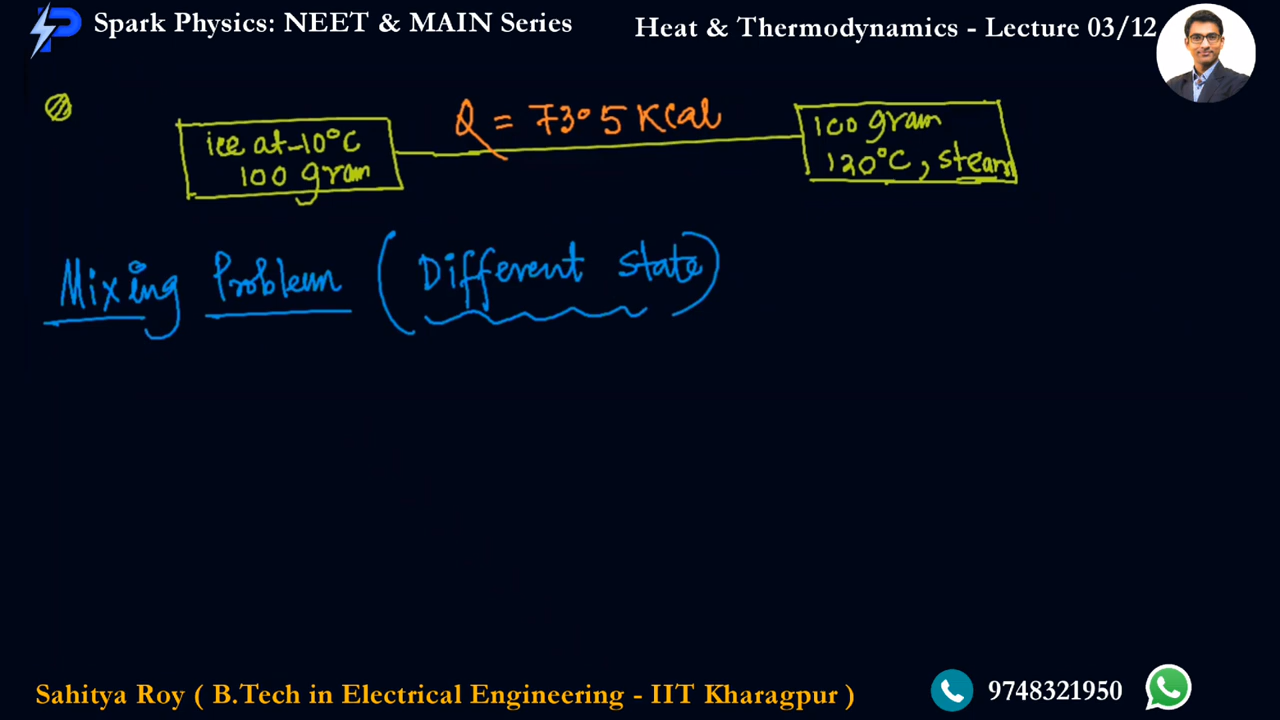 Spark Physics: NEET & MAIN Series
Heat & Thermodynamics - Lecture 03/12
ice at -10°C
100 gram
Q = 73.5 Kcal
100 gram
120°C, steam
Mixing Problem (Different state)
Sahitya Roy ( B.Tech in Electrical Engineering - IIT Kharagpur )
9748321950